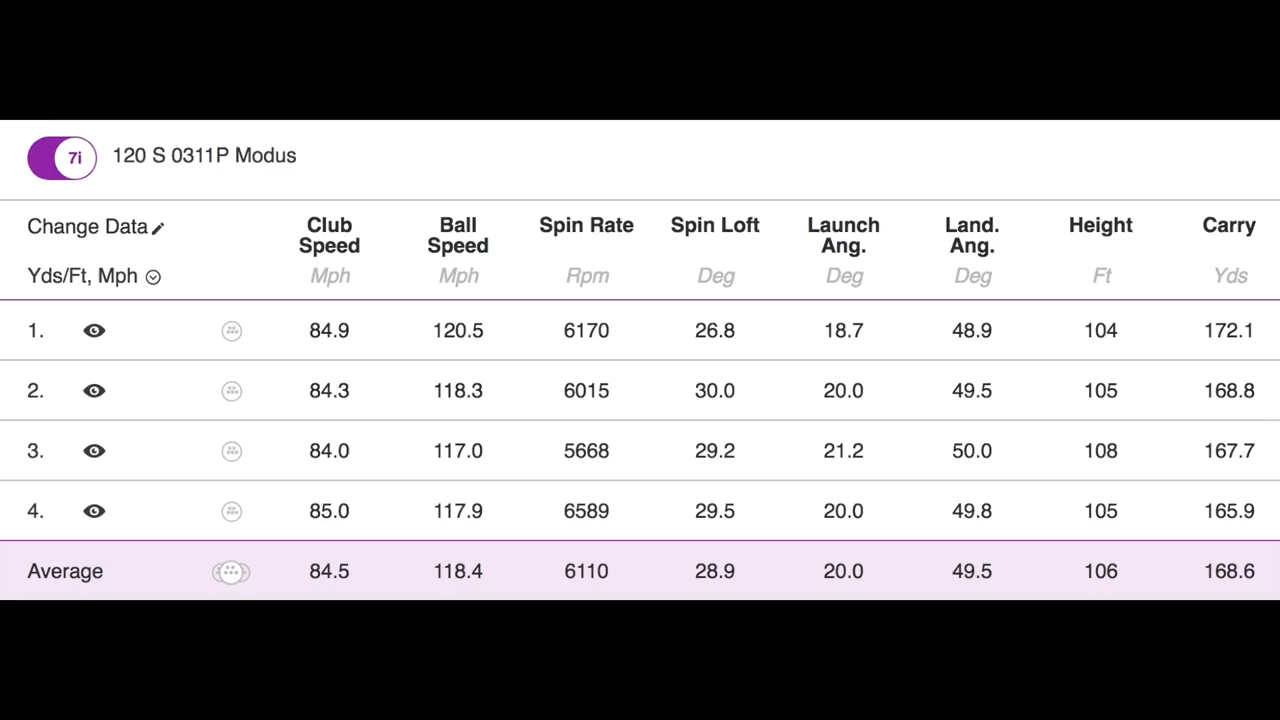 7i 120 S 0311P Modus
Change Data Club Speed Ball Speed Spin Rate Spin Loft Launch Ang. Land. Ang. Height Carry
Yds/Ft, Mph Mph Mph Rpm Deg Deg Deg Ft Yds
1. 84.9 120.5 6170 26.8 18.7 48.9 104 172.1
2. 84.3 118.3 6015 30.0 20.0 49.5 105 168.8
3. 84.0 117.0 5668 29.2 21.2 50.0 108 167.7
4. 85.0 117.9 6589 29.5 20.0 49.8 105 165.9
Average 84.5 118.4 6110 28.9 20.0 49.5 106 168.6